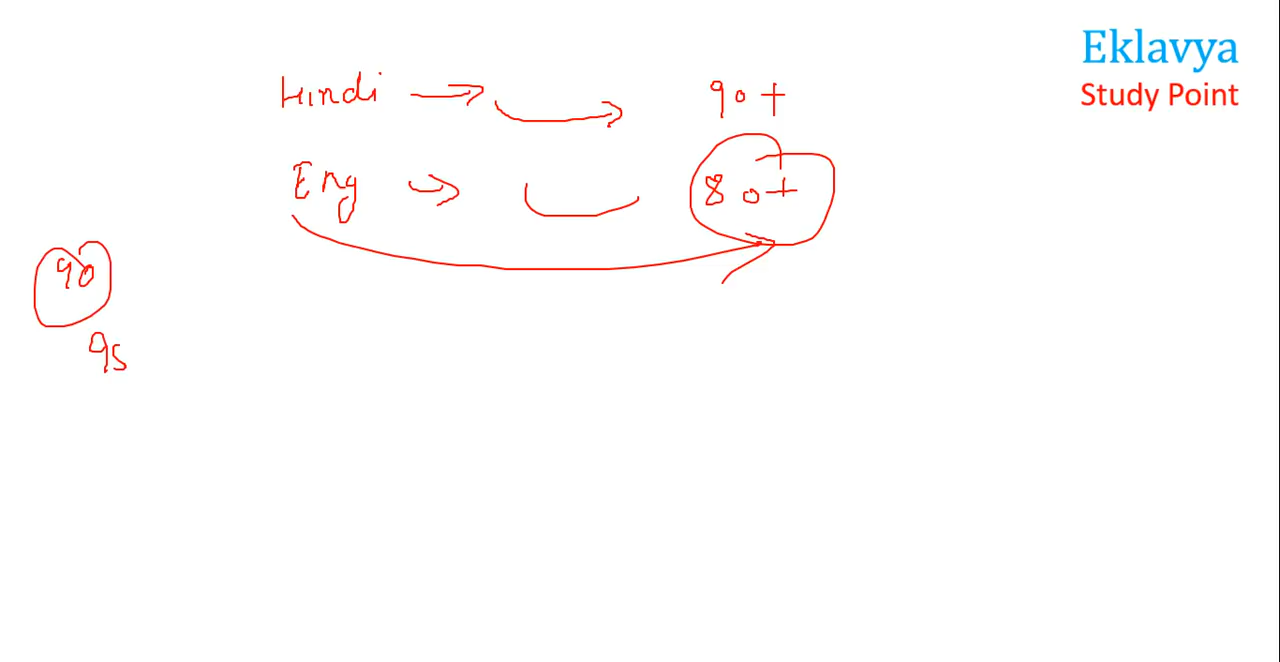 Eklavya
Study Point
Hindi → → 90+
Eng → 80+
90
95